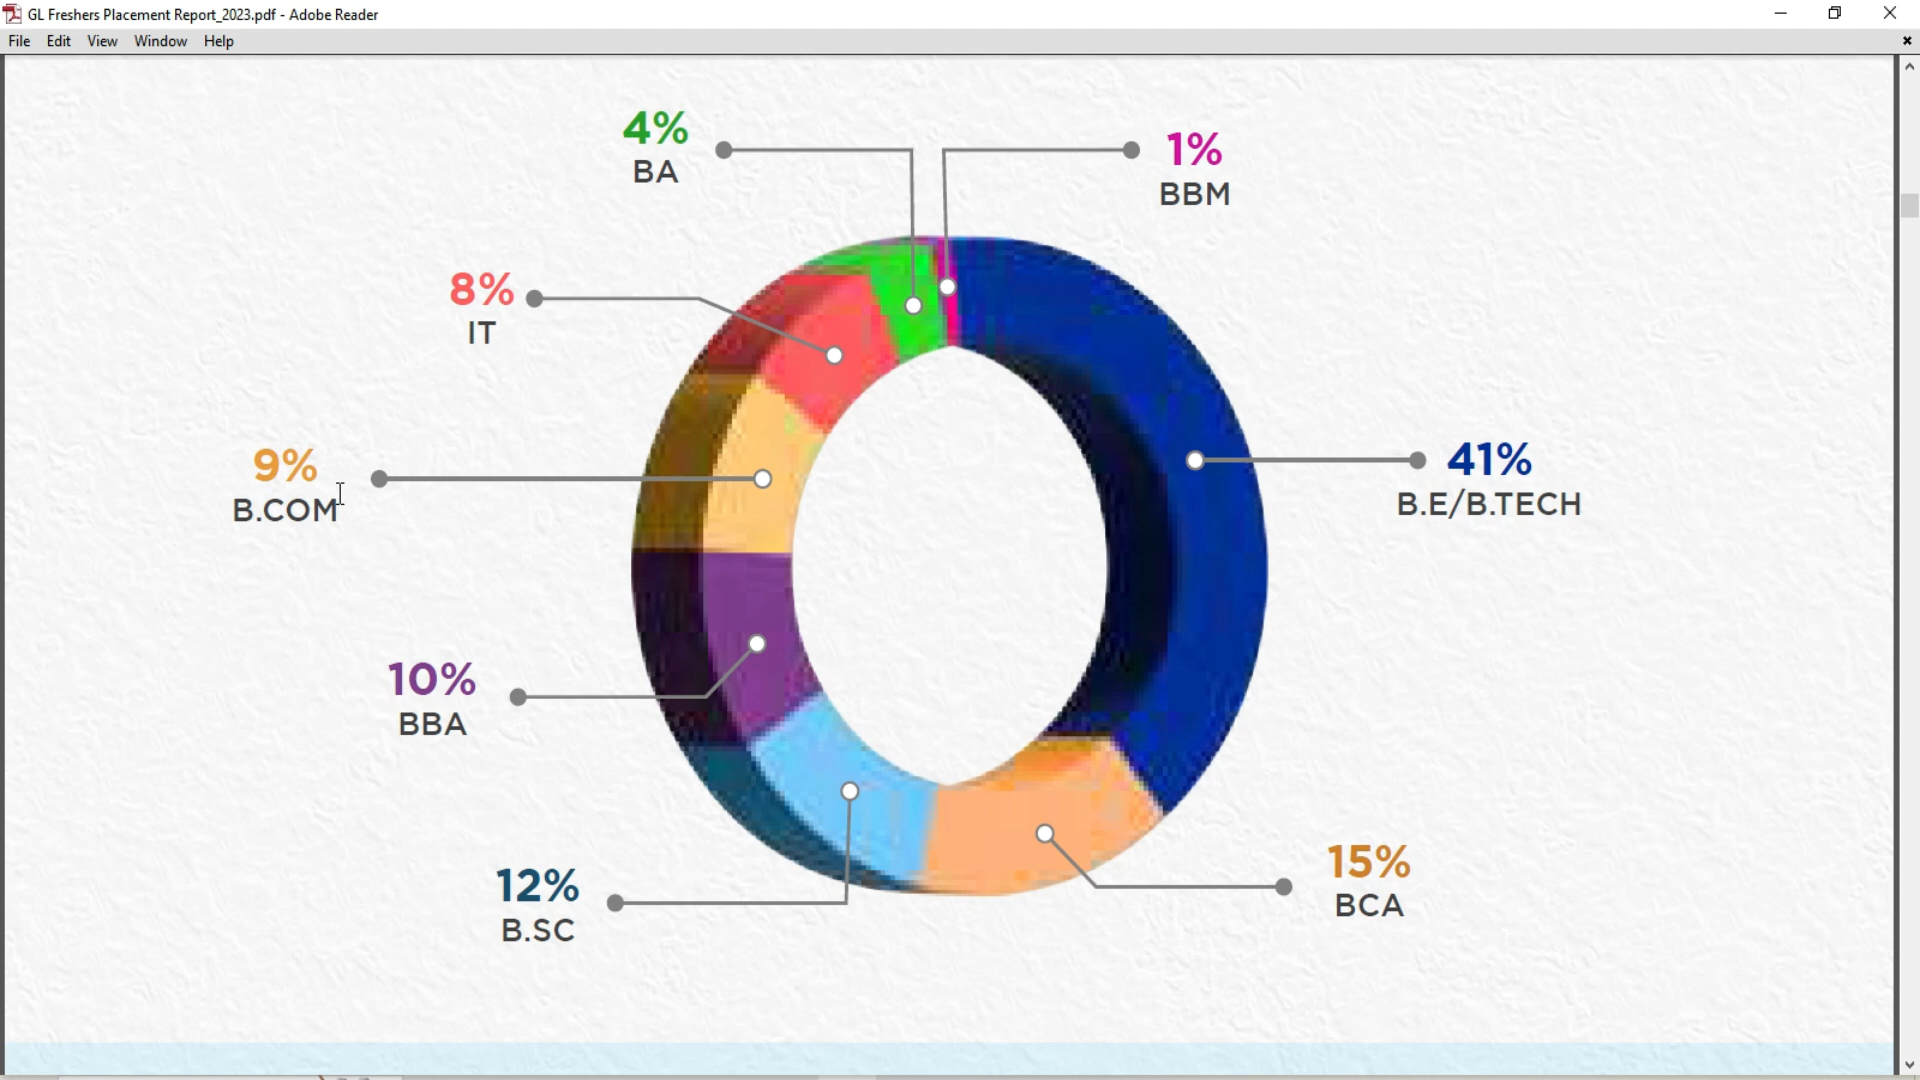 GL Freshers Placement Report_2023.pdf - Adobe Reader
File Edit View Window Help
4%
BA
1%
BBM
8%
IT
9%
B.COM
41%
B.E/B.TECH
10%
BBA
12%
B.SC
15%
BCA